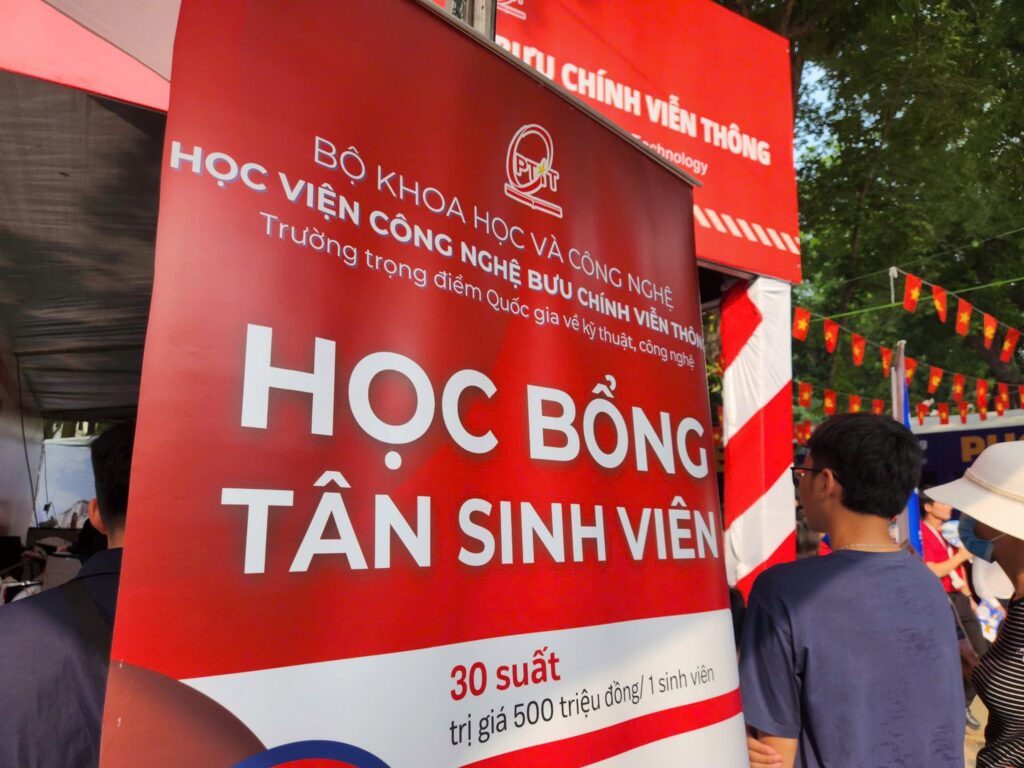 BƯU CHÍNH VIỄN THÔNG
Technology
PTIT
BỘ KHOA HỌC VÀ CÔNG NGHỆ
HỌC VIỆN CÔNG NGHỆ BƯU CHÍNH VIỄN THÔNG
Trường trọng điểm Quốc gia về kỹ thuật, công nghệ
HỌC BỔNG
TÂN SINH VIÊN
30 suất
trị giá 500 triệu đồng/ 1 sinh viên